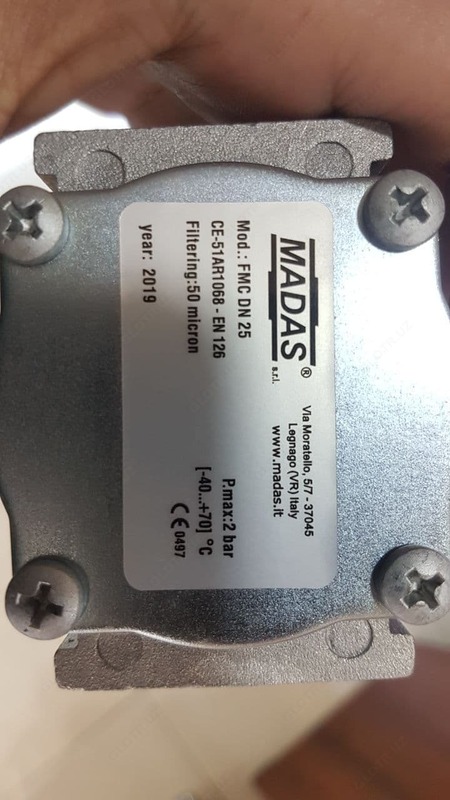 MADAS®
s.r.l.
Via Moratello, 5/7 - 37045
Legnago (VR) Italy
www.madas.it
Mod.: FMC DN 25
CE-51AR1068 - EN 126
Filtering:50 micron
year: 2019
P.max:2 bar
[-40...+70] °C
CE 0497